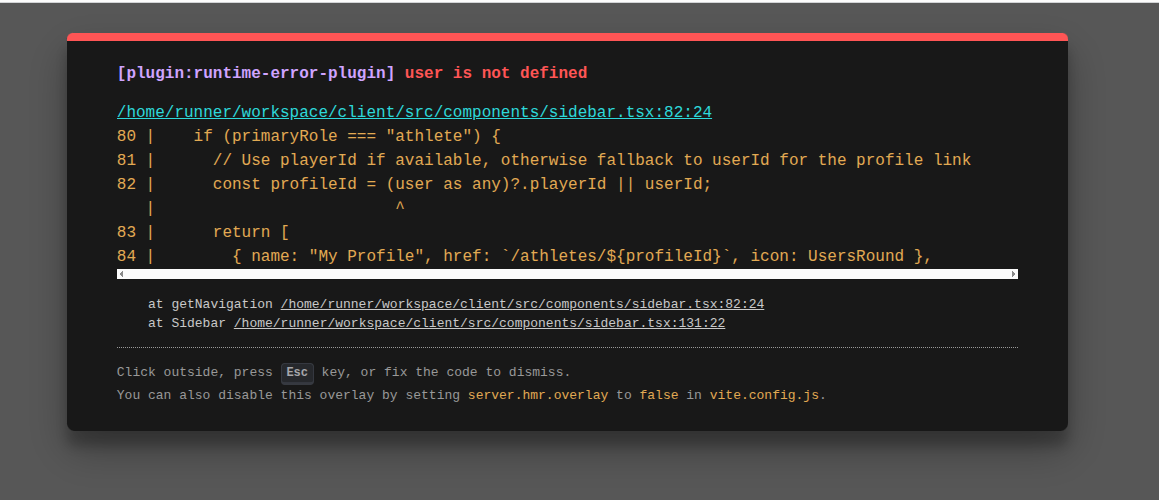 [plugin:runtime-error-plugin] user is not defined
/home/runner/workspace/client/src/components/sidebar.tsx:82:24
80 |    if (primaryRole === "athlete") {
81 |      // Use playerId if available, otherwise fallback to userId for the profile link
82 |      const profileId = (user as any)?.playerId || userId;
   |                         ^
83 |      return [
84 |        { name: "My Profile", href: `/athletes/${profileId}`, icon: UsersRound },
at getNavigation /home/runner/workspace/client/src/components/sidebar.tsx:82:24
at Sidebar /home/runner/workspace/client/src/components/sidebar.tsx:131:22
Click outside, press Esc key, or fix the code to dismiss.
You can also disable this overlay by setting server.hmr.overlay to false in vite.config.js.